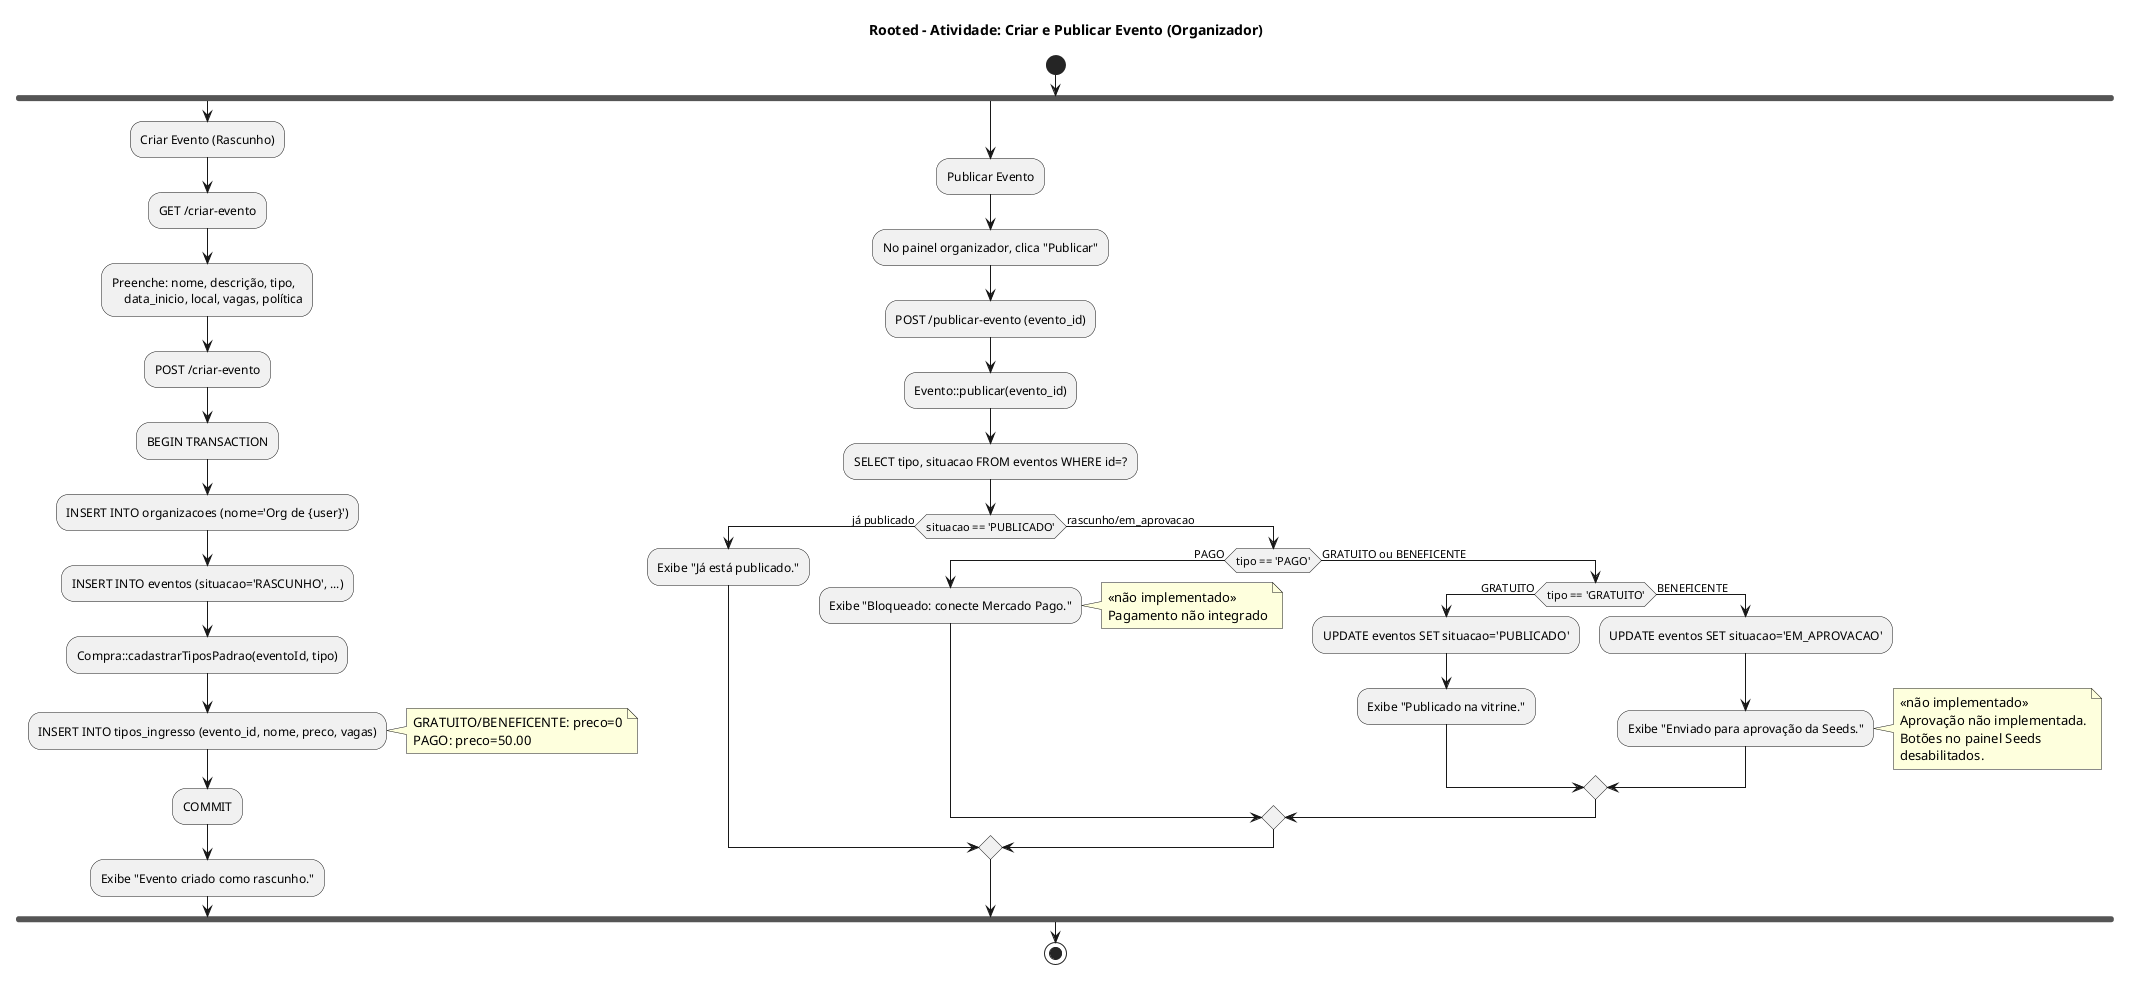 Rooted - Atividade: Criar e Publicar Evento (Organizador)
Criar Evento (Rascunho)
GET /criar-evento
Preenche: nome, descrição, tipo,
data_inicio, local, vagas, política
POST /criar-evento
BEGIN TRANSACTION
INSERT INTO organizacoes (nome='Org de {user}')
INSERT INTO eventos (situacao='RASCUNHO', ...)
Compra::cadastrarTiposPadrao(eventoId, tipo)
INSERT INTO tipos_ingresso (evento_id, nome, preco, vagas)
GRATUITO/BENEFICENTE: preco=0
PAGO: preco=50.00
COMMIT
Exibe "Evento criado como rascunho."
Publicar Evento
No painel organizador, clica "Publicar"
POST /publicar-evento (evento_id)
Evento::publicar(evento_id)
SELECT tipo, situacao FROM eventos WHERE id=?
já publicado
situacao == 'PUBLICADO'
rascunho/em_aprovacao
Exibe "Já está publicado."
PAGO
tipo == 'PAGO'
GRATUITO ou BENEFICENTE
Exibe "Bloqueado: conecte Mercado Pago."
«não implementado»
Pagamento não integrado
GRATUITO
tipo == 'GRATUITO'
BENEFICENTE
UPDATE eventos SET situacao='PUBLICADO'
Exibe "Publicado na vitrine."
UPDATE eventos SET situacao='EM_APROVACAO'
Exibe "Enviado para aprovação da Seeds."
«não implementado»
Aprovação não implementada.
Botões no painel Seeds
desabilitados.